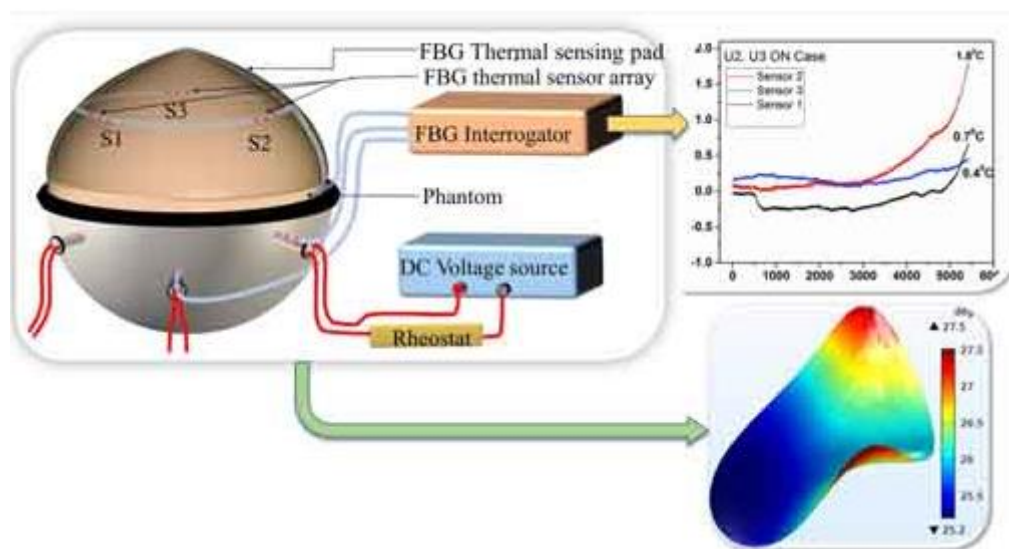 FBG Thermal sensing pad
FBG thermal sensor array
S3
S1
S2
FBG Interrogator
Phantom
DC Voltage source
Rheostat
2.0
1.5
1.0
0.5
0.0
-0.5
-1.0
U2, U3 ON Case
Sensor 2
Sensor 3
Sensor 1
1.8°C
0.7°C
0.4°C
0
1000
2000
3000
4000
5000
▲ 27.5
27.5
27
26.5
26
25.5
▼ 25.2